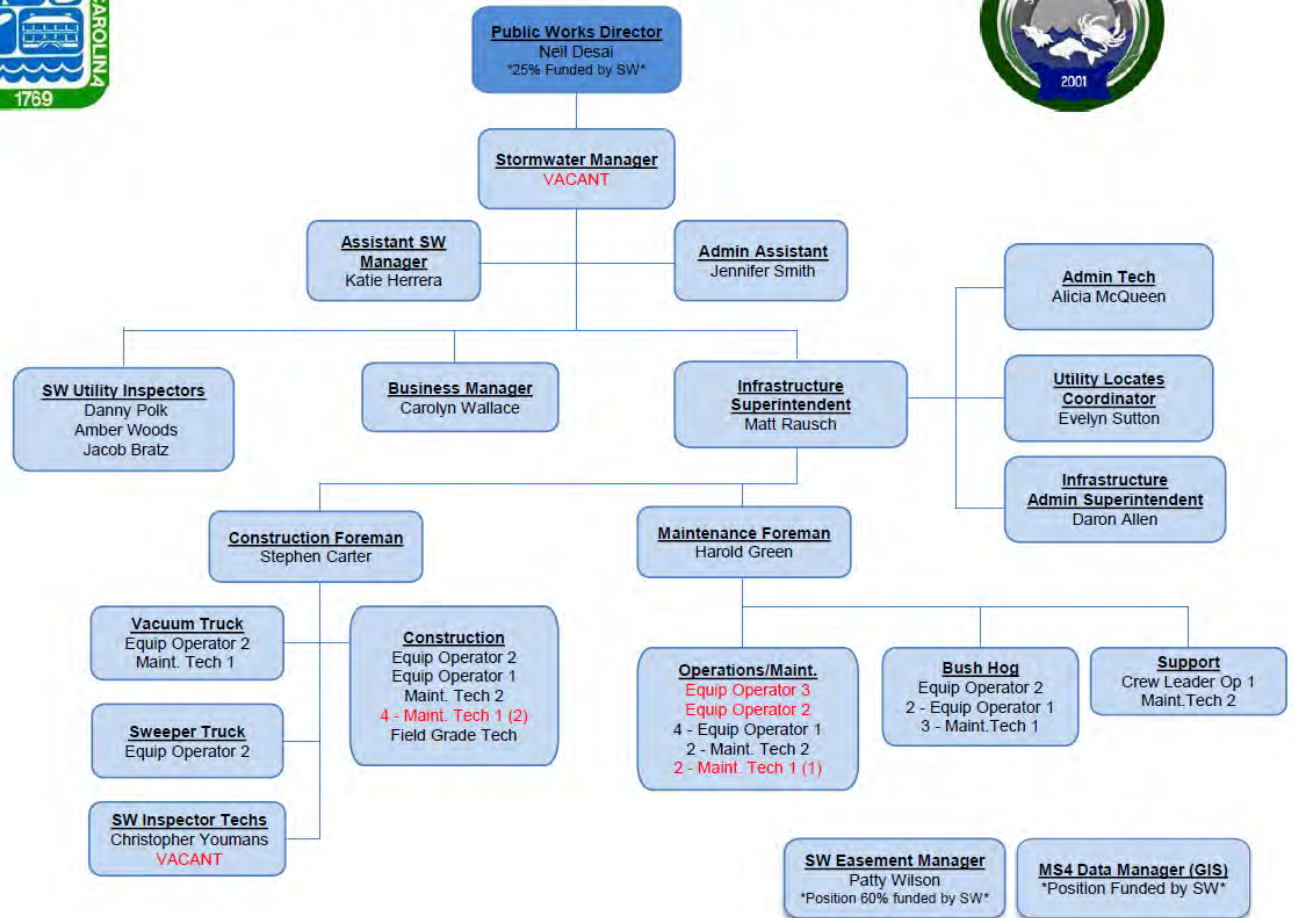 CAROLINA
1769
2001
Public Works Director
Neil Desai
*25% Funded by SW*
Stormwater Manager
VACANT
Assistant SW
Manager
Katie Herrera
Admin Assistant
Jennifer Smith
Admin Tech
Alicia McQueen
SW Utility Inspectors
Danny Polk
Amber Woods
Jacob Bratz
Business Manager
Carolyn Wallace
Infrastructure
Superintendent
Matt Rausch
Utility Locates
Coordinator
Evelyn Sutton
Infrastructure
Admin Superintendent
Daron Allen
Construction Foreman
Stephen Carter
Maintenance Foreman
Harold Green
Vacuum Truck
Equip Operator 2
Maint. Tech 1
Construction
Equip Operator 2
Equip Operator 1
Maint. Tech 2
4 - Maint. Tech 1 (2)
Field Grade Tech
Sweeper Truck
Equip Operator 2
SW Inspector Techs
Christopher Youmans
VACANT
Operations/Maint.
Equip Operator 3
Equip Operator 2
4 - Equip Operator 1
2 - Maint. Tech 2
2 - Maint. Tech 1 (1)
Bush Hog
Equip Operator 2
2 - Equip Operator 1
3 - Maint.Tech 1
Support
Crew Leader Op 1
Maint.Tech 2
SW Easement Manager
Patty Wilson
*Position 60% funded by SW*
MS4 Data Manager (GIS)
*Position Funded by SW*